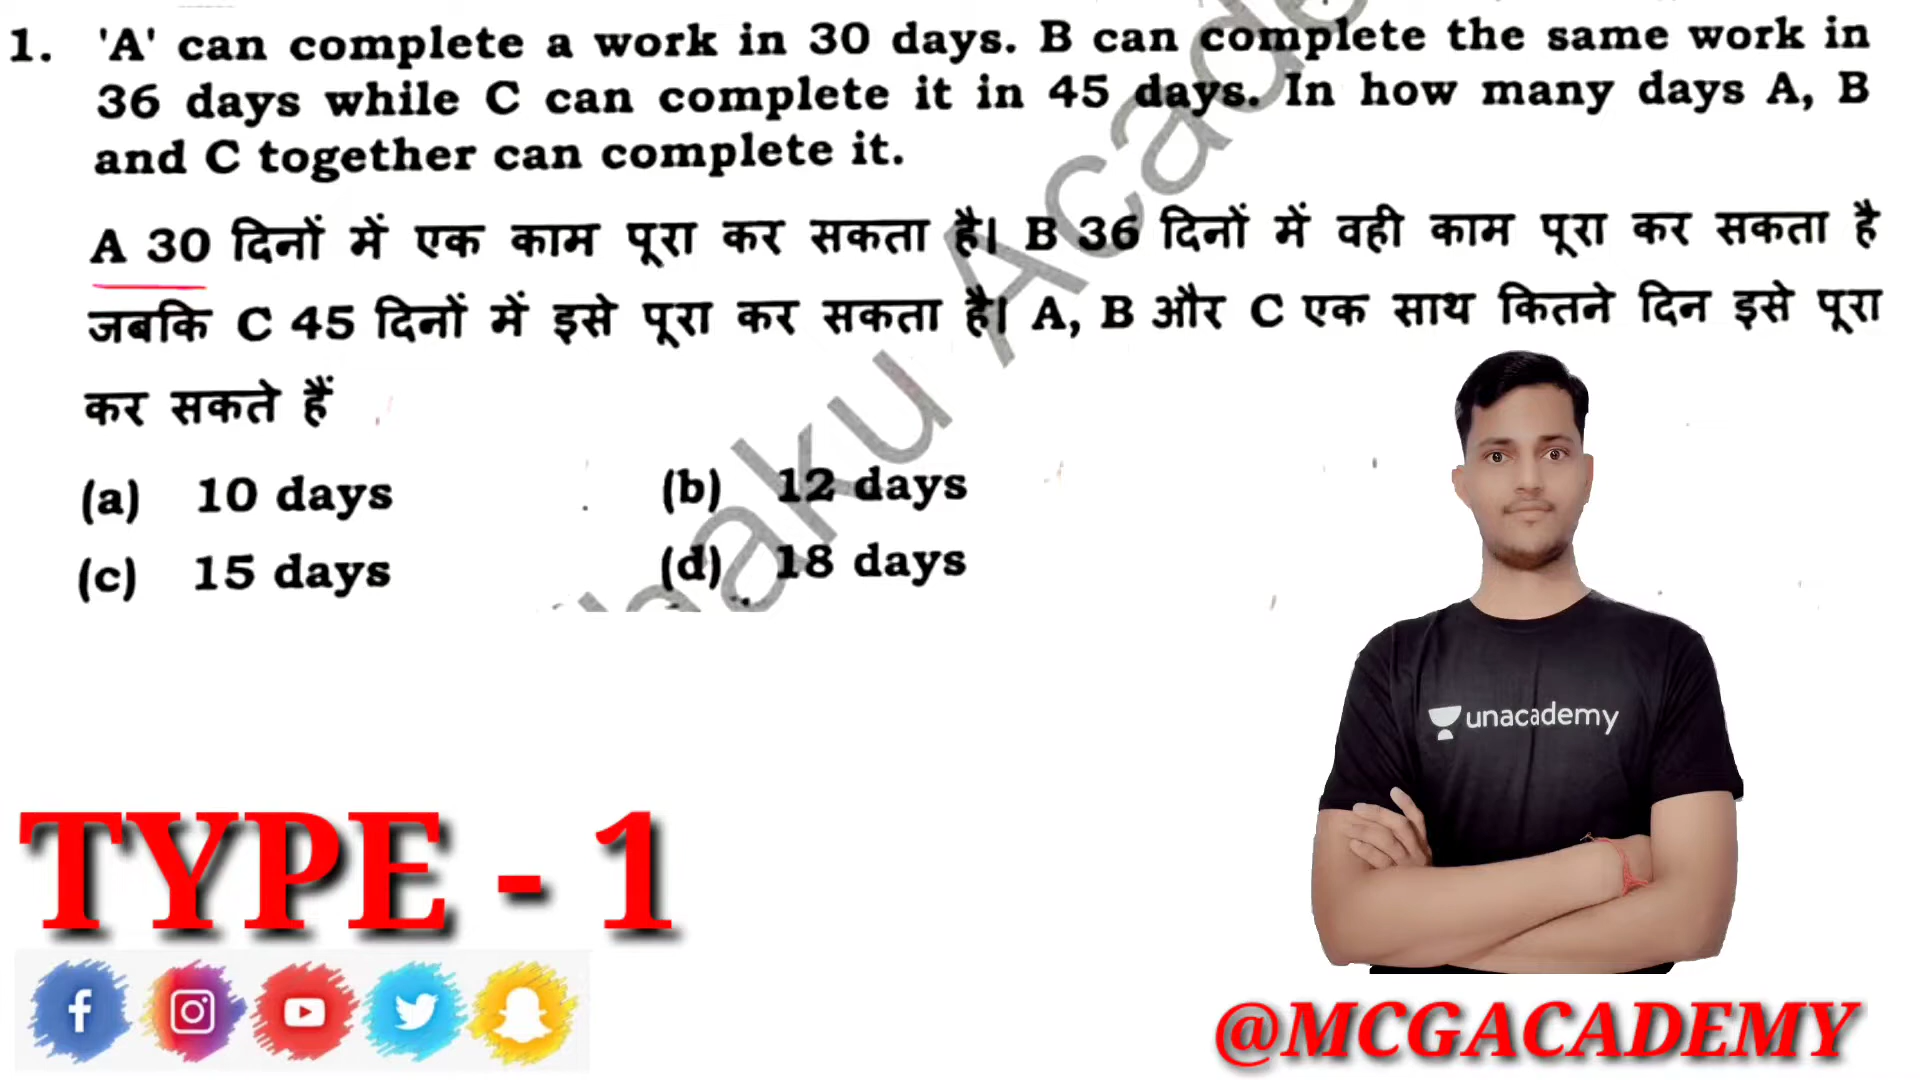 1. 'A' can complete a work in 30 days. B can complete the same work in
36 days while C can complete it in 45 days. In how many days A, B
and C together can complete it.
A 30 दिनों में एक काम पूरा कर सकता है। B 36 दिनों में वही काम पूरा कर सकता है
जबकि C 45 दिनों में इसे पूरा कर सकता है। A, B और C एक साथ कितने दिन इसे पूरा
कर सकते हैं
(a) 10 days (b) 12 days
(c) 15 days (d) 18 days
aku Acade
unacademy
TYPE - 1
@MCGACADEMY